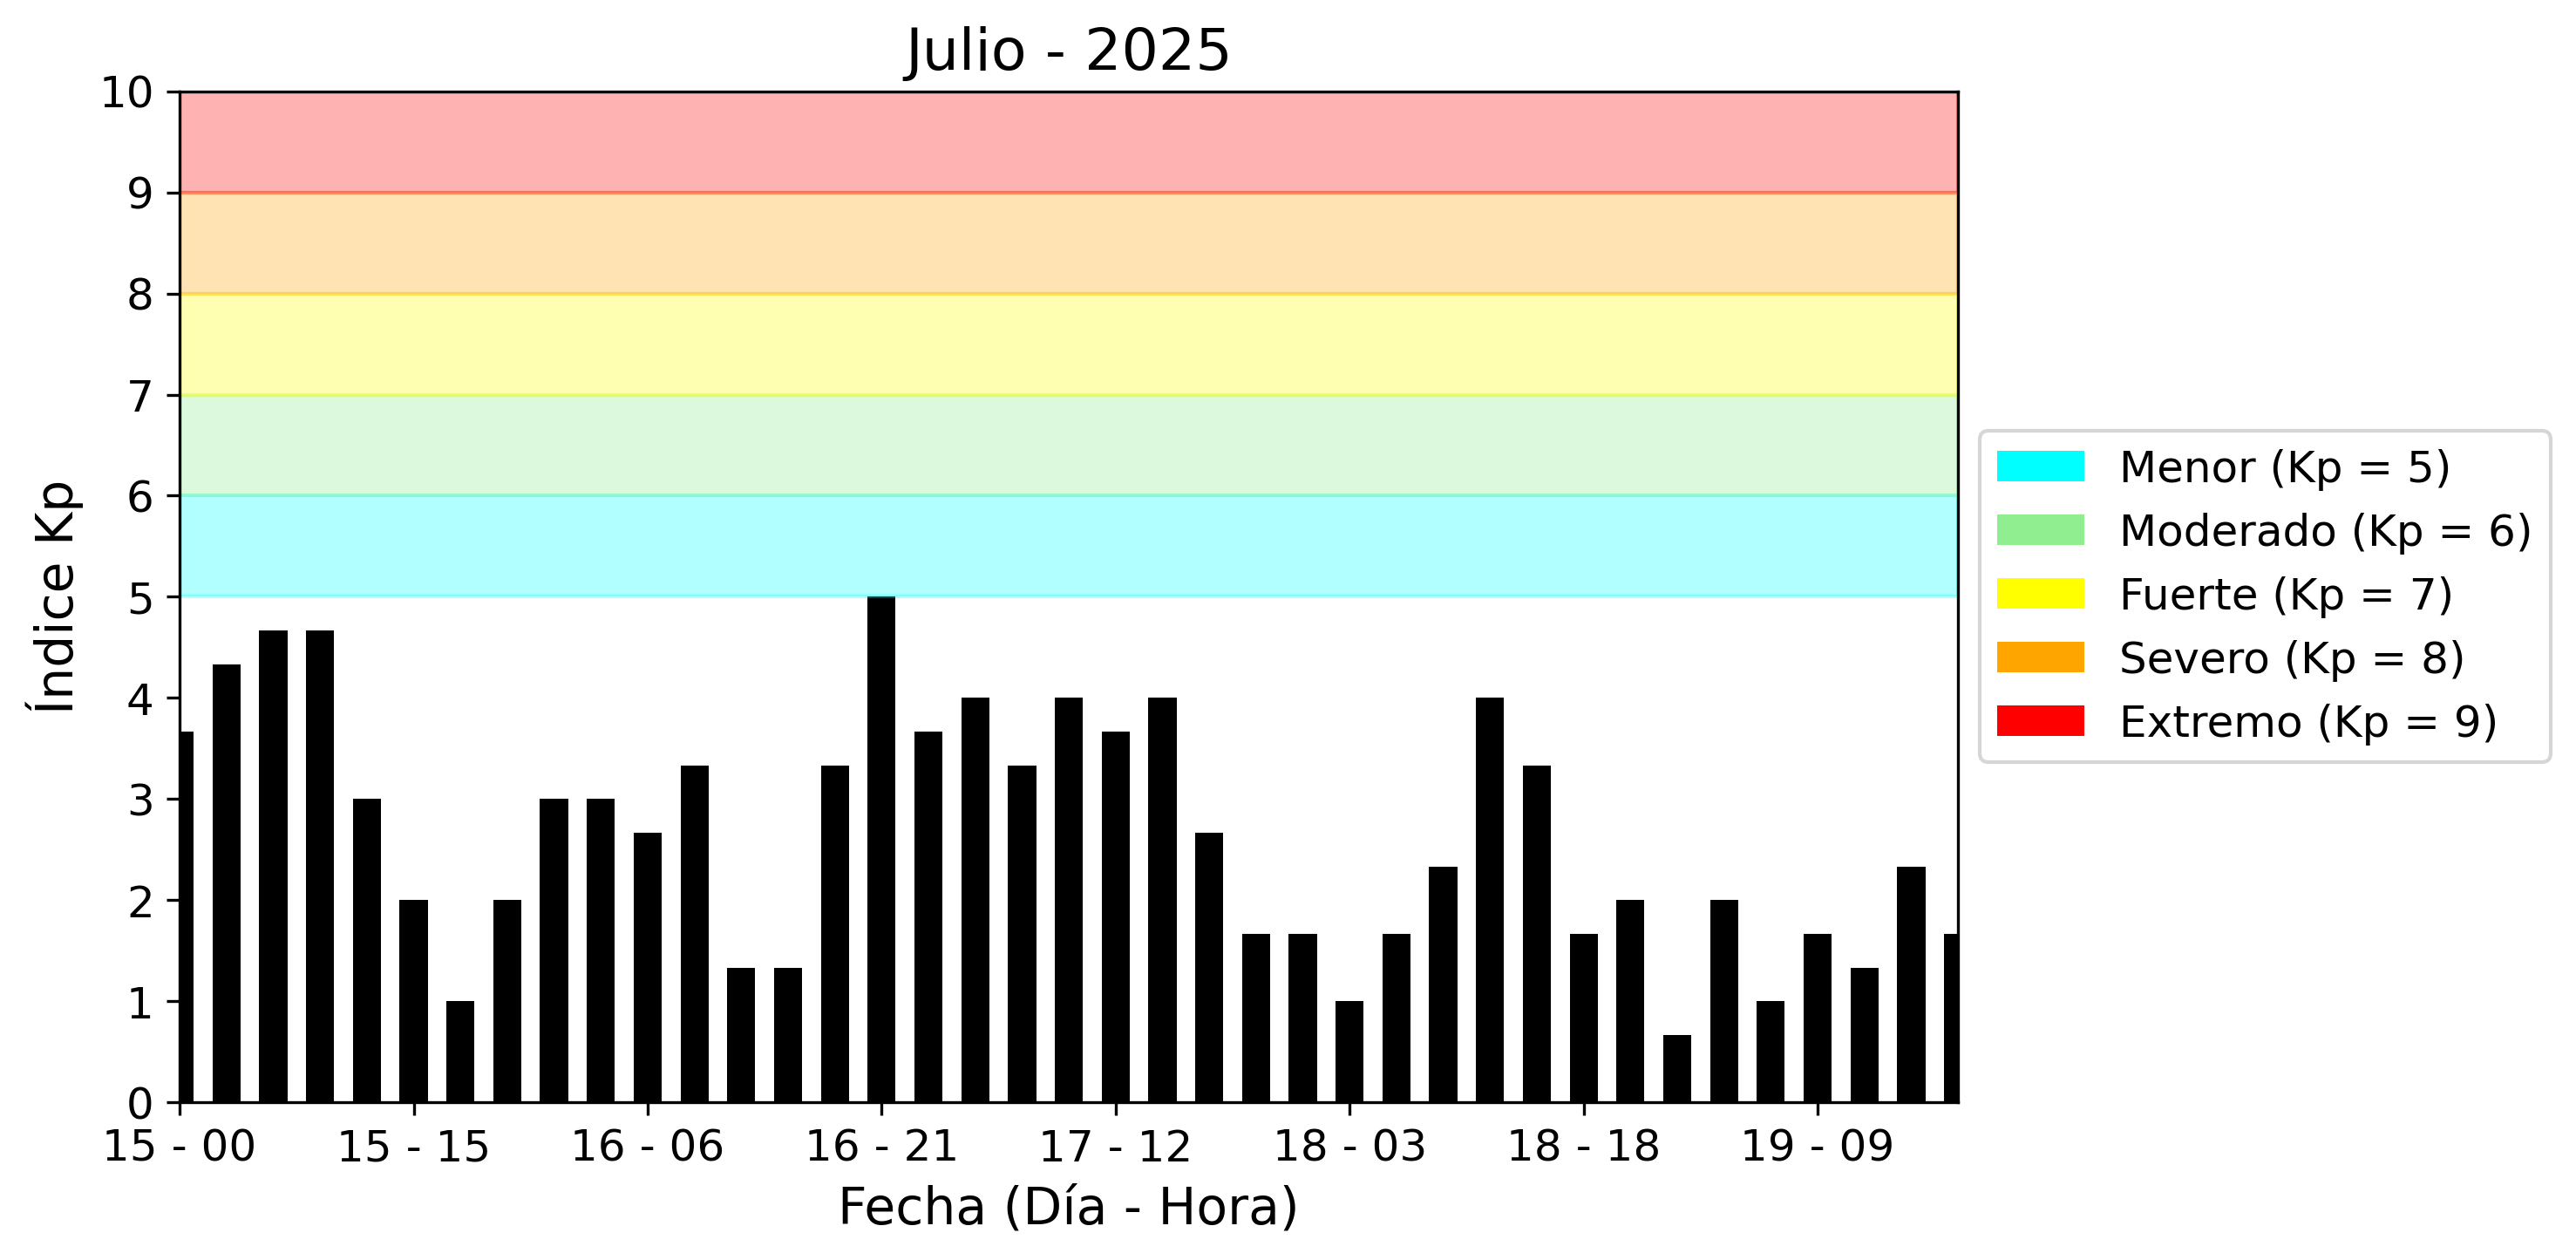 Julio - 2025
10
9
8
7
6
5
4
3
2
1
0
Índice Kp
15 - 00 15 - 15 16 - 06 16 - 21 17 - 12 18 - 03 18 - 18 19 - 09
Fecha (Día - Hora)
Menor (Kp = 5)
Moderado (Kp = 6)
Fuerte (Kp = 7)
Severo (Kp = 8)
Extremo (Kp = 9)